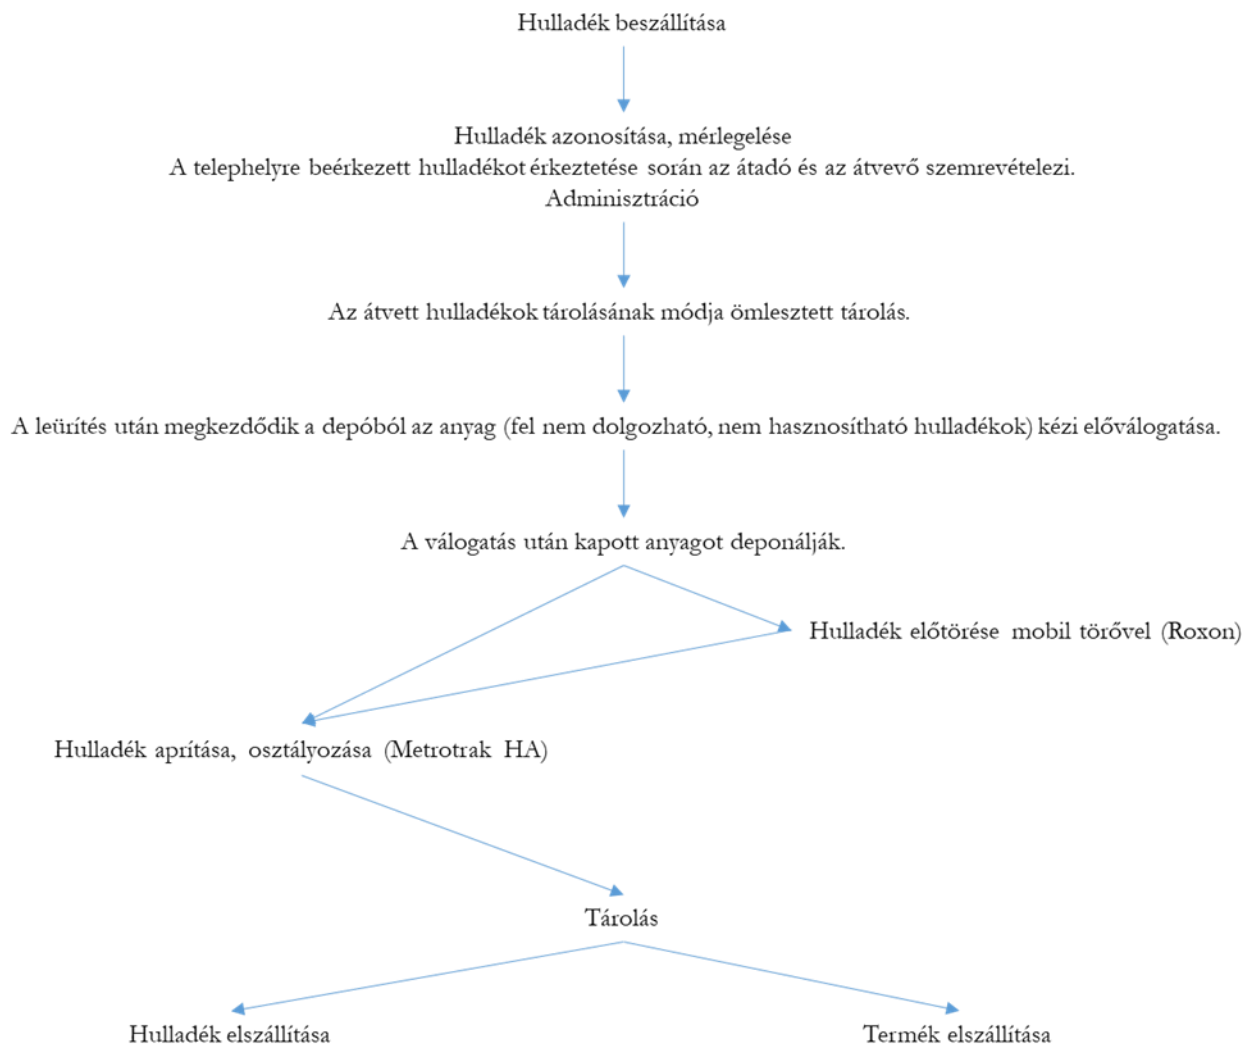 Hulladék beszállítása
Hulladék azonosítása, mérlegelése
A telephelyre beérkezett hulladékot érkeztetése során az átadó és az átvevő szemrevételezi.
Adminisztráció
Az átvett hulladékok tárolásának módja ömlesztett tárolás.
A leürítés után megkezdődik a depóból az anyag (fel nem dolgozható, nem hasznosítható hulladékok) kézi előválogatása.
A válogatás után kapott anyagot deponálják.
Hulladék előtörése mobil törővel (Roxon)
Hulladék aprítása, osztályozása (Metrotrak HA)
Tárolás
Hulladék elszállítása
Termék elszállítása